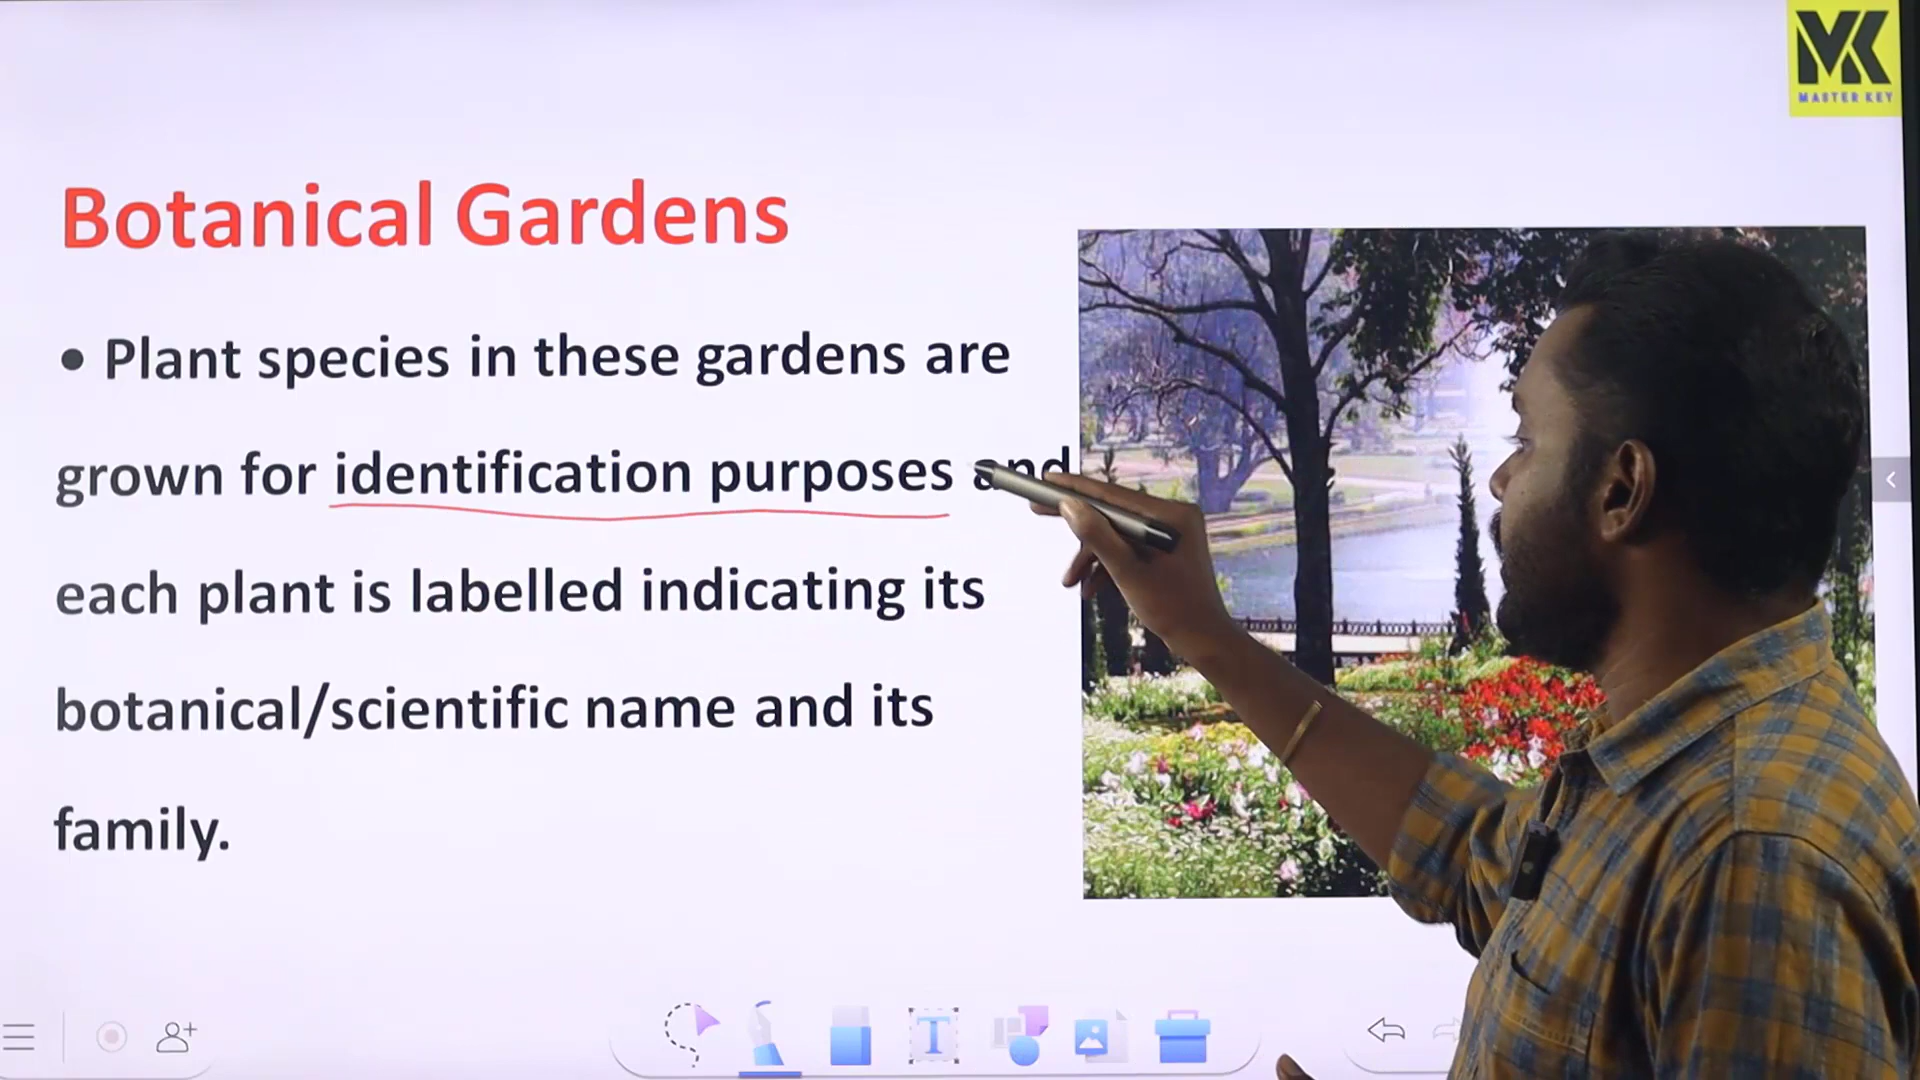 MK
MASTER KEY
Botanical Gardens
• Plant species in these gardens are
grown for identification purposes and
each plant is labelled indicating its
botanical/scientific name and its
family.
T